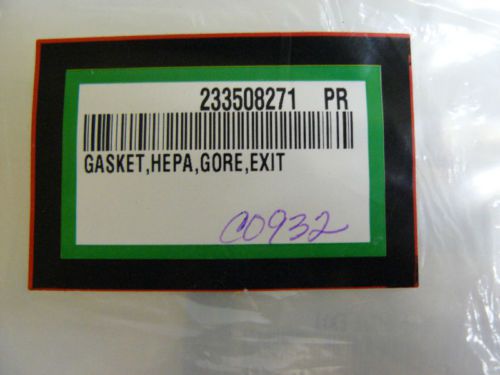 233508271 PR
GASKET,HEPA,GORE,EXIT
C0932